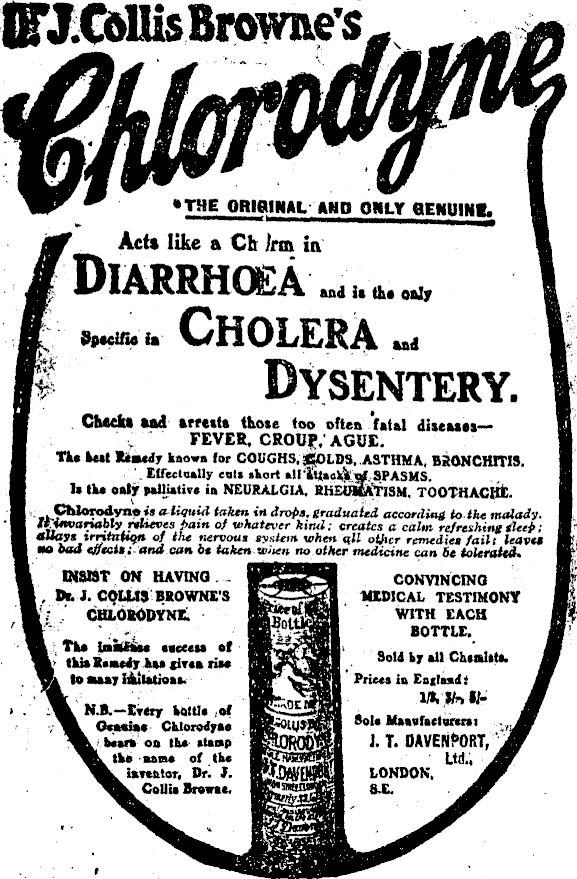 Dr. J. Collis Browne's
Chlorodyne
THE ORIGINAL AND ONLY GENUINE.
Acts like a Charm in
DIARRHOEA and is the only
Specific in CHOLERA and
DYSENTERY.
Checks and arrests those too often fatal diseases—
FEVER, CROUP, AGUE.
The best Remedy known for COUGHS, COLDS, ASTHMA, BRONCHITIS.
Effectually cuts short all attacks of SPASMS.
Is the only palliative in NEURALGIA, RHEUMATISM, TOOTHACHE.
Chlorodyne is a liquid taken in drops, graduated according to the malady.
It invariably relieves pain of whatever kind; creates a calm refreshing sleep;
allays irritation of the nervous system when all other remedies fail; leaves
no bad effects; and can be taken when no other medicine can be tolerated.
INSIST ON HAVING
Dr. J. COLLIS BROWNE'S
CHLORODYNE.
The immense success of
this Remedy has given rise
to many imitations.
N.B.—Every bottle of
Genuine Chlorodyne
bears on the stamp
the name of the
inventor, Dr. J.
Collis Browne.
Bottle
CHLORODYNE
DAVENPORT
CONVINCING
MEDICAL TESTIMONY
WITH EACH
BOTTLE.
Sold by all Chemists.
Prices in England:
1/3, 3/-, 5/-
Sole Manufacturers:
J. T. DAVENPORT,
Ltd.,
LONDON,
S.E.